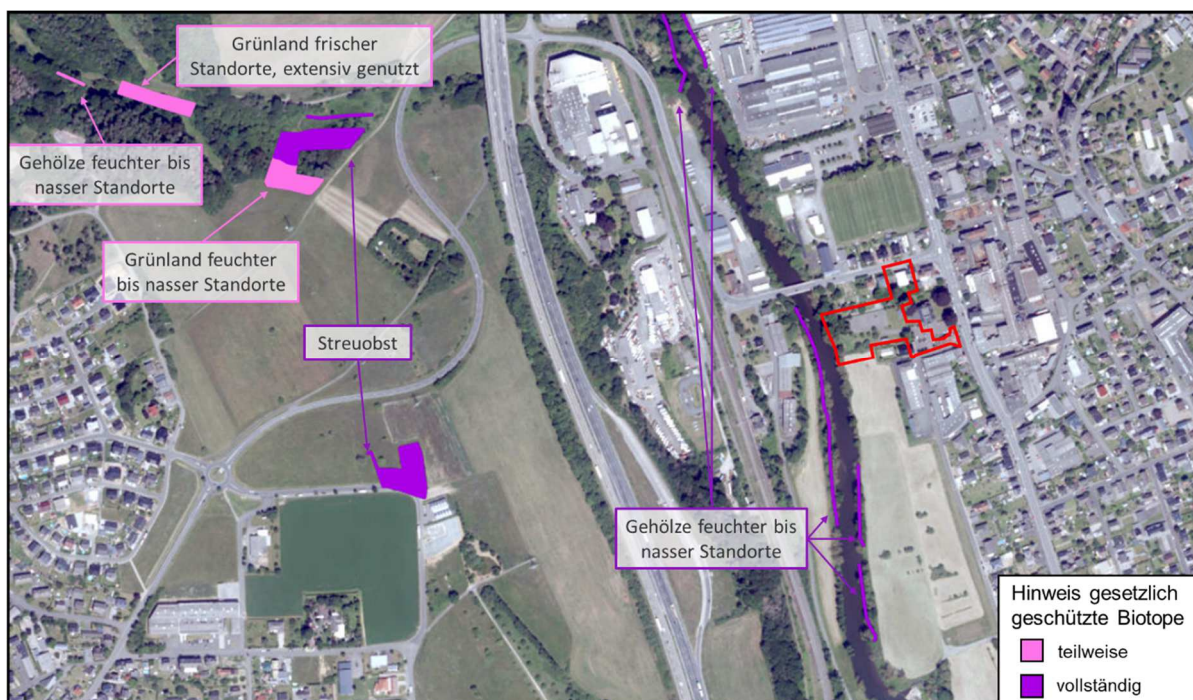 Grünland frischer
Standorte, extensiv genutzt
Gehölze feuchter bis
nasser Standorte
Grünland feuchter
bis nasser Standorte
Streuobst
Gehölze feuchter bis
nasser Standorte
Hinweis gesetzlich
geschützte Biotope
teilweise
vollständig